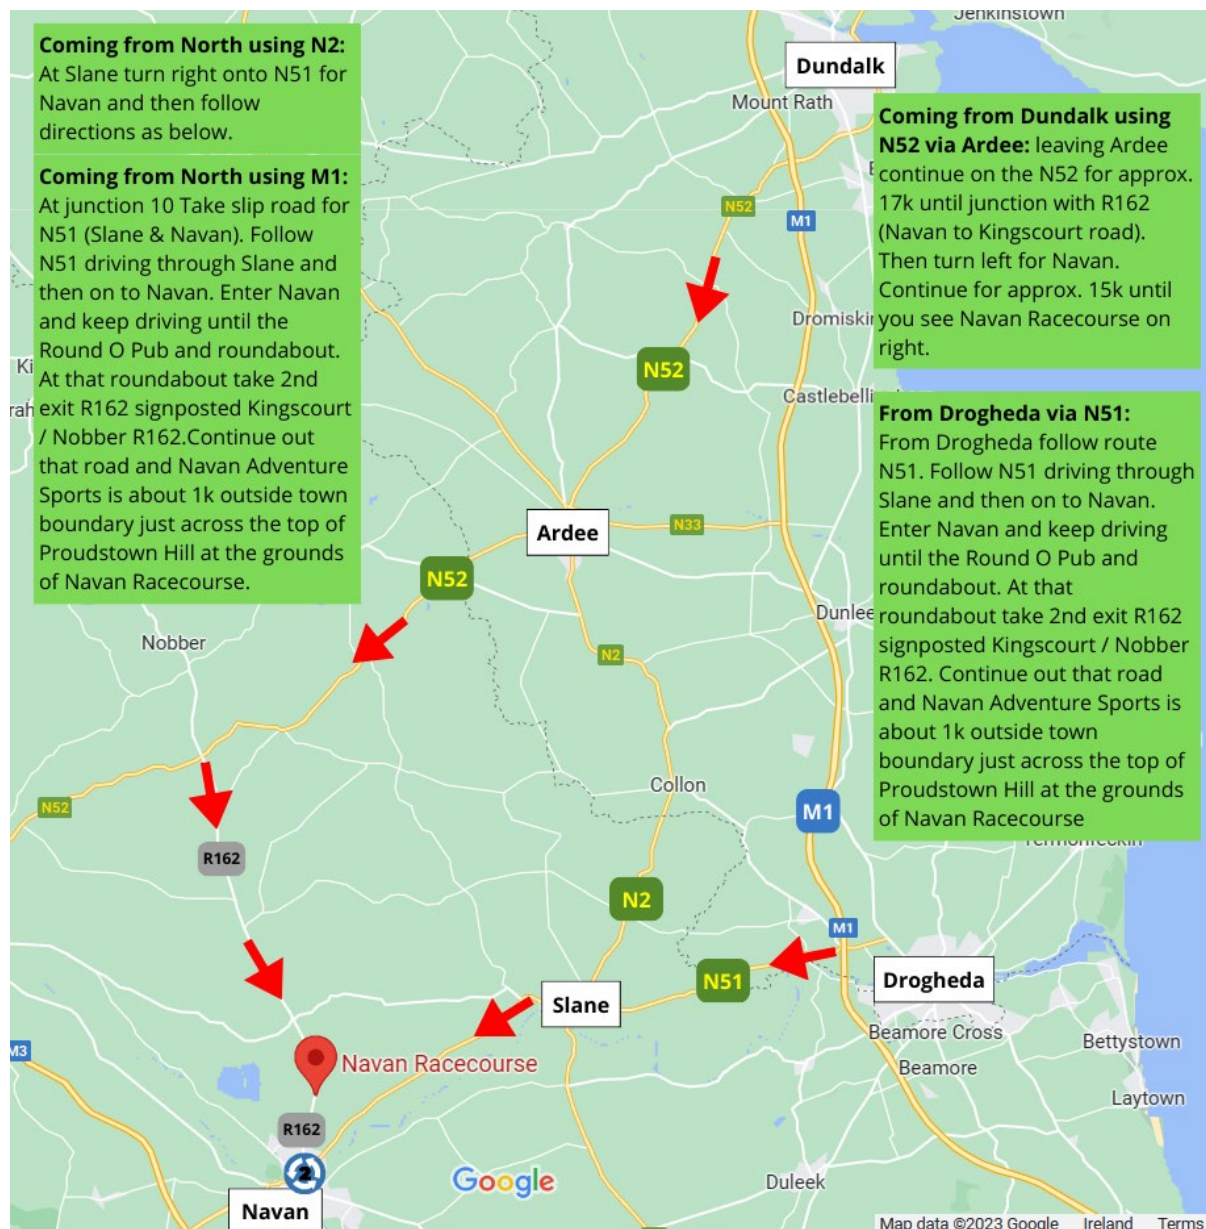 Coming from North using N2:
At Slane turn right onto N51 for
Navan and then follow
directions as below.
Coming from North using M1:
At junction 10 Take slip road for
N51 (Slane & Navan). Follow
N51 driving through Slane and
then on to Navan. Enter Navan
and keep driving until the
Round O Pub and roundabout.
At that roundabout take 2nd
exit R162 signposted Kingscourt
/ Nobber R162.Continue out
that road and Navan Adventure
Sports is about 1k outside town
boundary just across the top of
Proudstown Hill at the grounds
of Navan Racecourse.
Jenkinstown
Dundalk
Mount Rath
Coming from Dundalk using
N52 via Ardee: leaving Ardee
continue on the N52 for approx.
17k until junction with R162
(Navan to Kingscourt road).
Then turn left for Navan.
Continue for approx. 15k until
you see Navan Racecourse on
right.
From Drogheda via N51:
From Drogheda follow route
N51. Follow N51 driving through
Slane and then on to Navan.
Enter Navan and keep driving
until the Round O Pub and
roundabout. At that
roundabout take 2nd exit R162
signposted Kingscourt / Nobber
R162. Continue out that road
and Navan Adventure Sports is
about 1k outside town
boundary just across the top of
Proudstown Hill at the grounds
of Navan Racecourse
N52
M1
Dromiskin
N52
Castlebelli
Ardee
N33
N52
Dunlee
Nobber
N2
Collon
N52
M1
R162
N2
M1
N51
Drogheda
Slane
Beamore Cross
Bettystown
M3
Navan Racecourse
Beamore
Laytown
R162
2
Google
Duleek
Navan
Map data ©2023 Google Ireland Terms